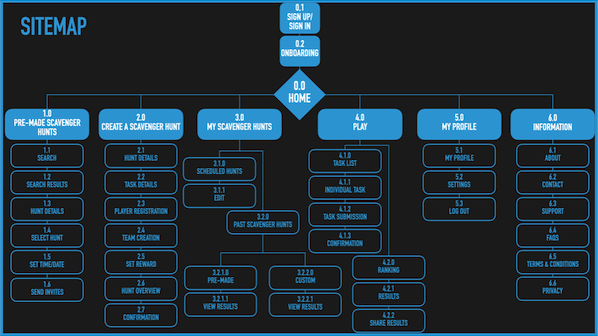 SITEMAP
0.1
SIGN UP/
SIGN IN
0.2
ONBOARDING
0.0
HOME
1.0
PRE-MADE SCAVENGER
HUNTS
1.1
SEARCH
1.2
SEARCH RESULTS
1.3
HUNT DETAILS
1.4
SELECT HUNT
1.5
SET TIME/DATE
1.6
SEND INVITES
2.0
CREATE A SCAVENGER HUNT
2.1
HUNT DETAILS
2.2
TASK DETAILS
2.3
PLAYER REGISTRATION
2.4
TEAM CREATION
2.5
SET REWARD
2.6
HUNT OVERVIEW
2.7
CONFIRMATION
3.0
MY SCAVENGER HUNTS
3.1.0
SCHEDULED HUNTS
3.1.1
EDIT
3.2.0
PAST SCAVENGER HUNTS
3.2.1.0
PRE-MADE
3.2.1.1
VIEW RESULTS
3.2.2.0
CUSTOM
3.2.2.1
VIEW RESULTS
4.0
PLAY
4.1.0
TASK LIST
4.1.1
INDIVIDUAL TASK
4.1.2
TASK SUBMISSION
4.1.3
CONFIRMATION
4.2.0
RANKING
4.2.1
RESULTS
4.2.2
SHARE RESULTS
5.0
MY PROFILE
5.1
MY PROFILE
5.2
SETTINGS
5.3
LOG OUT
6.0
INFORMATION
6.1
ABOUT
6.2
CONTACT
6.3
SUPPORT
6.4
FAQS
6.5
TERMS & CONDITIONS
6.6
PRIVACY